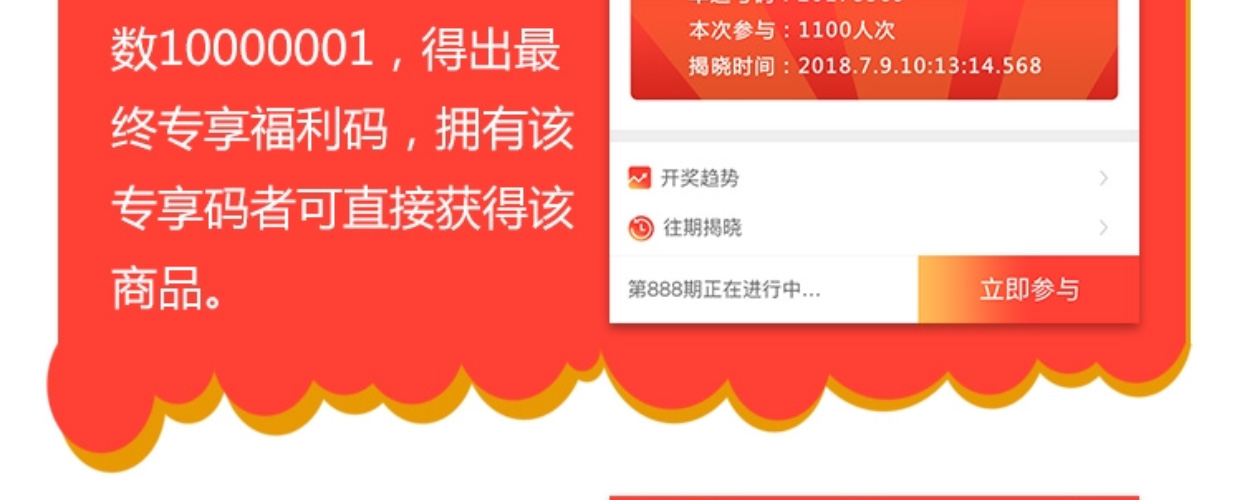 数10000001，得出最
终专享福利码，拥有该
专享码者可直接获得该
商品。
本次参与：1100人次
揭晓时间：2018.7.9.10:13:14.568
开奖趋势
往期揭晓
第888期正在进行中...
立即参与